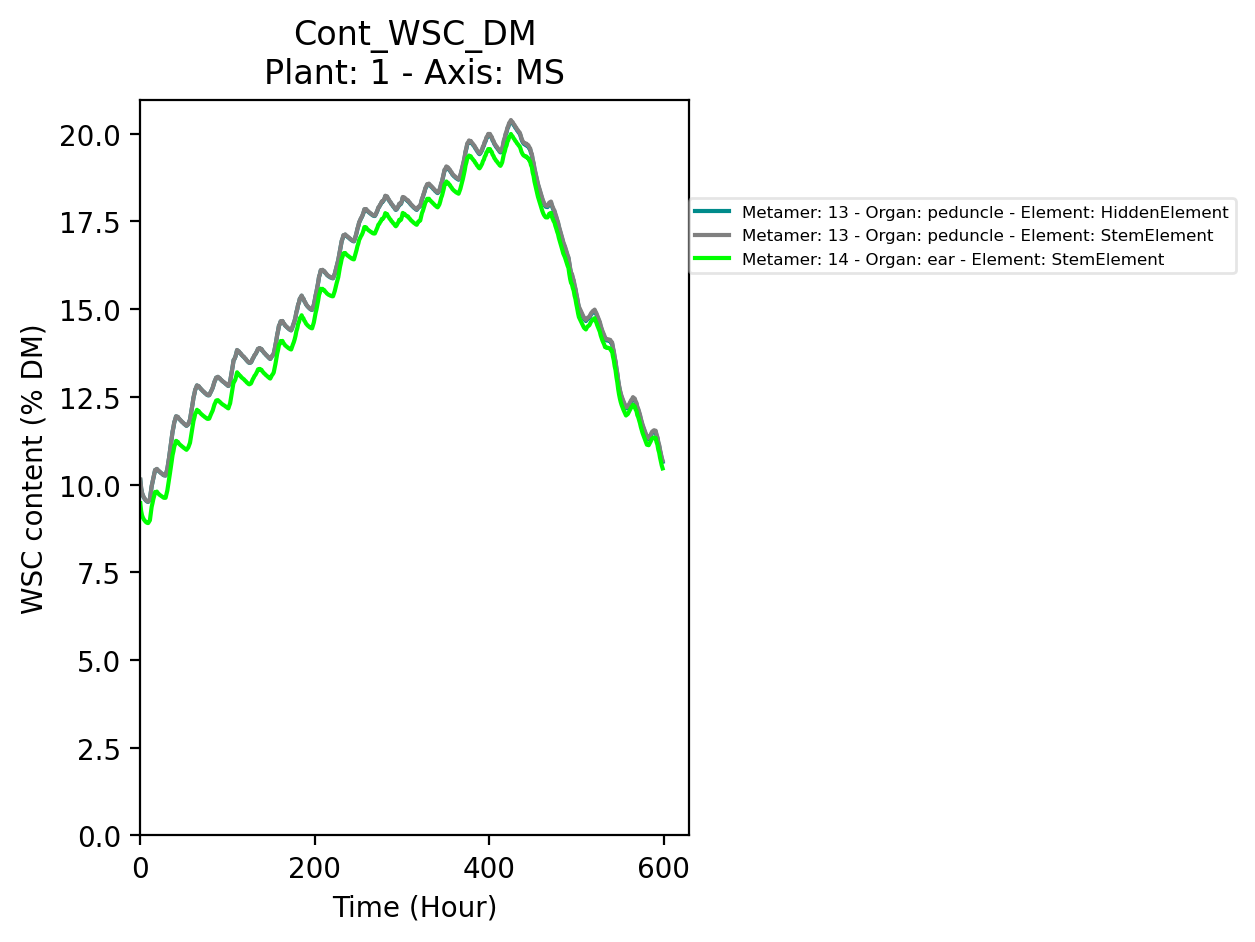 Cont_WSC_DM
Plant: 1 - Axis: MS
20.0
17.5
15.0
12.5
10.0
7.5
5.0
2.5
0.0
WSC content (% DM)
0 200 400 600
Time (Hour)
Metamer: 13 - Organ: peduncle - Element: HiddenElement
Metamer: 13 - Organ: peduncle - Element: StemElement
Metamer: 14 - Organ: ear - Element: StemElement